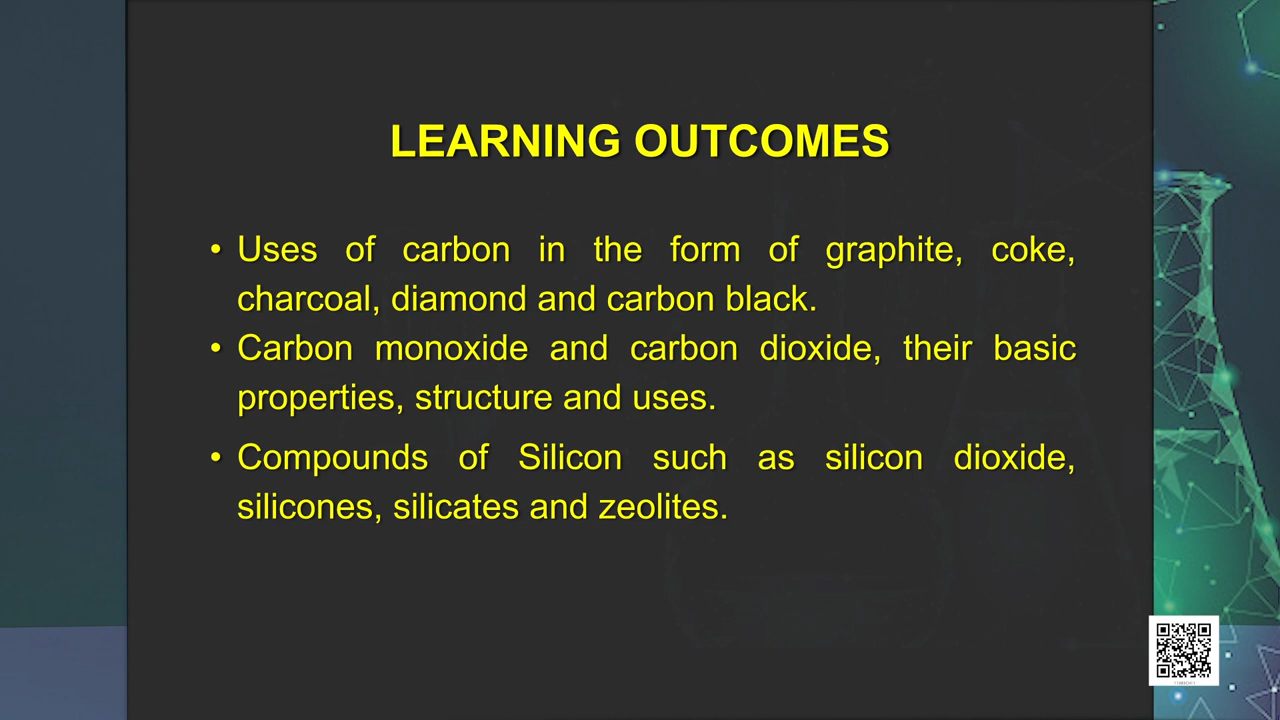 LEARNING OUTCOMES
• Uses of carbon in the form of graphite, coke,
charcoal, diamond and carbon black.
• Carbon monoxide and carbon dioxide, their basic
properties, structure and uses.
• Compounds of Silicon such as silicon dioxide,
silicones, silicates and zeolites.